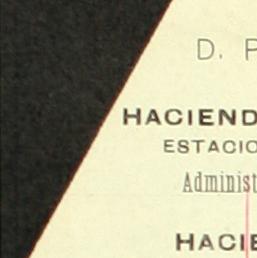 D. P
HACIEND
ESTACIO
Administ
HACIE